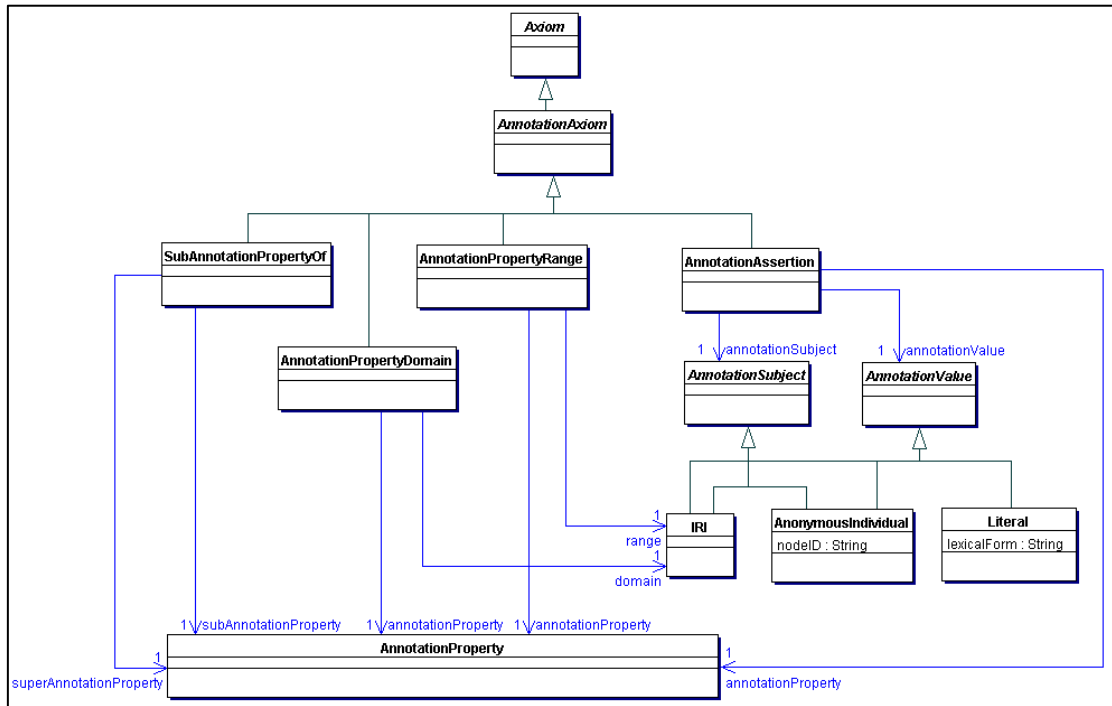 Axiom
AnnotationAxiom
SubAnnotationPropertyOf
AnnotationPropertyRange
AnnotationAssertion
AnnotationPropertyDomain
1 annotationSubject
1 annotationValue
AnnotationSubject
AnnotationValue
1
range
1
domain
IRI
AnonymousIndividual
nodeID : String
Literal
lexicalForm : String
1 subAnnotationProperty
1 annotationProperty
1 annotationProperty
AnnotationProperty
1
superAnnotationProperty
1
annotationProperty